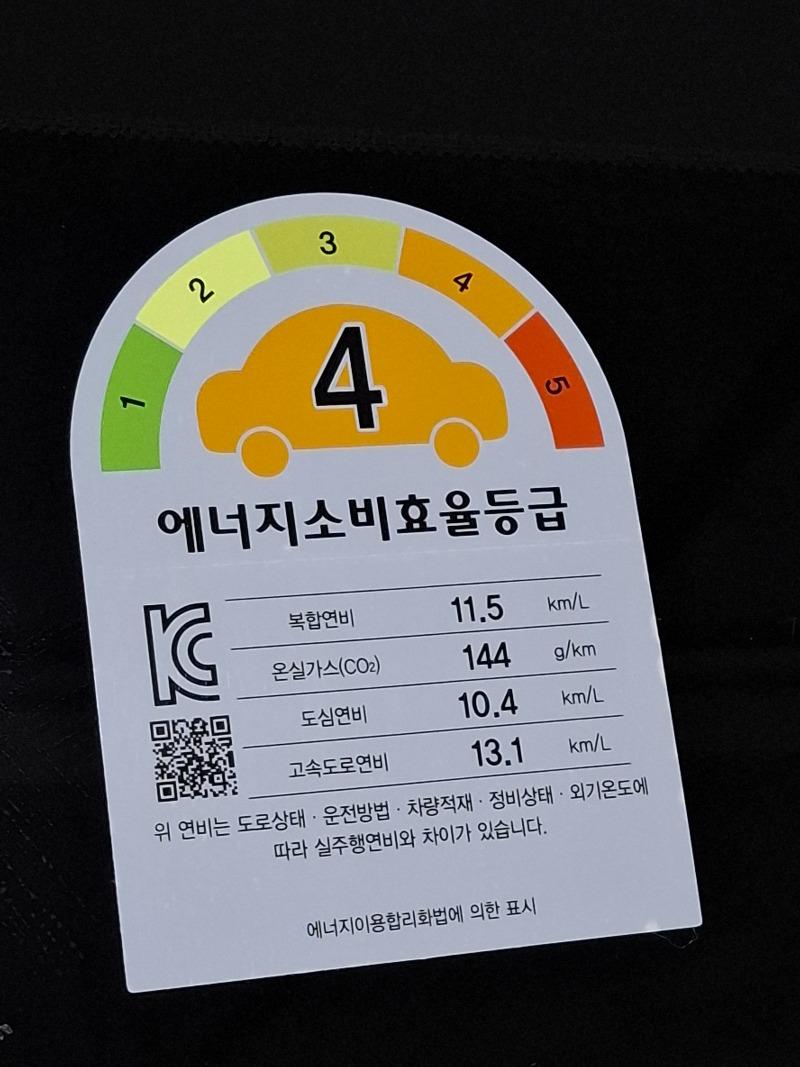 1
2
3
4
5
4
에너지소비효율등급
KC
복합연비 11.5 km/L
온실가스(CO₂) 144 g/km
도심연비 10.4 km/L
고속도로연비 13.1 km/L
위 연비는 도로상태 · 운전방법 · 차량적재 · 정비상태 · 외기온도에
따라 실주행연비와 차이가 있습니다.
에너지이용합리화법에 의한 표시